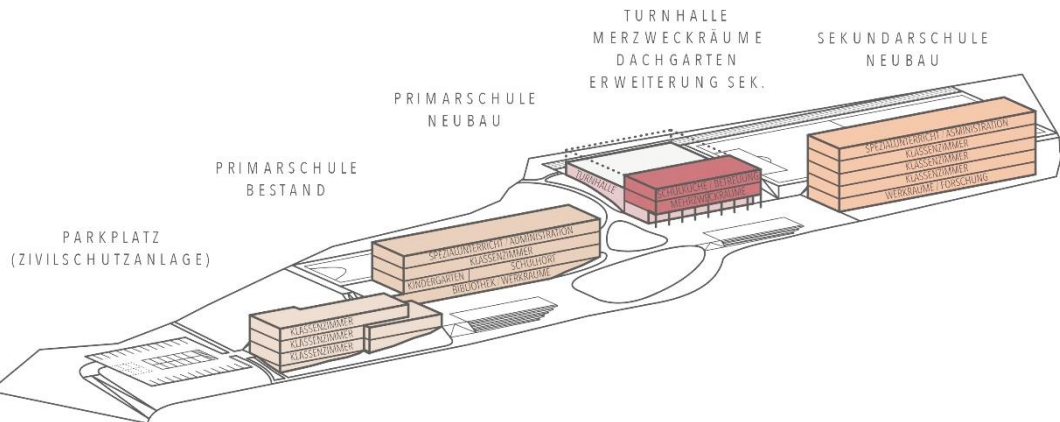 TURNHALLE
MERZWECKRÄUME
DACHGARTEN
ERWEITERUNG SEK.
SEKUNDARSCHULE
NEUBAU
PRIMARSCHULE
NEUBAU
PRIMARSCHULE
BESTAND
PARKPLATZ
(ZIVILSCHUTZANLAGE)
SPEZIALUNTERRICHT / ASMINISTRATION
KLASSENZIMMER
KLASSENZIMMER
KLASSENZIMMER
WERKRÄUME / FORSCHUNG
TURNHALLE
SCHULKÜCHE / BETREUUNG
MEHRZWECKRÄUME
SPEZIALUNTERRICHT / ADMINISTRATION
KLASSENZIMMER
KINDERGARTEN SCHULHORT
BIBLIOTHEK / WERKRÄUME
KLASSENZIMMER
KLASSENZIMMER
KLASSENZIMMER